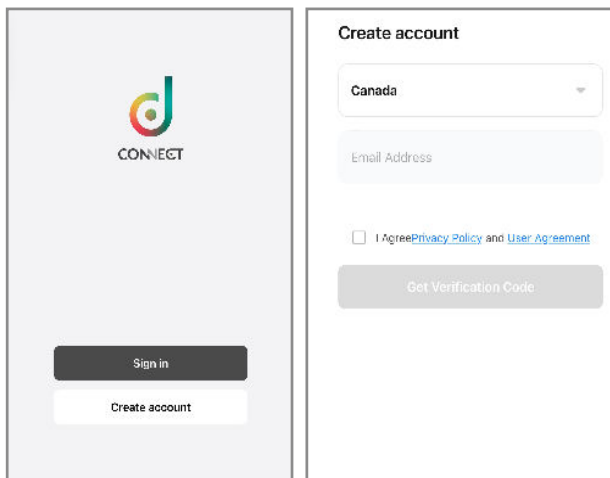 CONNECT
Sign in
Create account
Create account
Canada
Email Address
I AgreePrivacy Policy and User Agreement
Get Verification Code